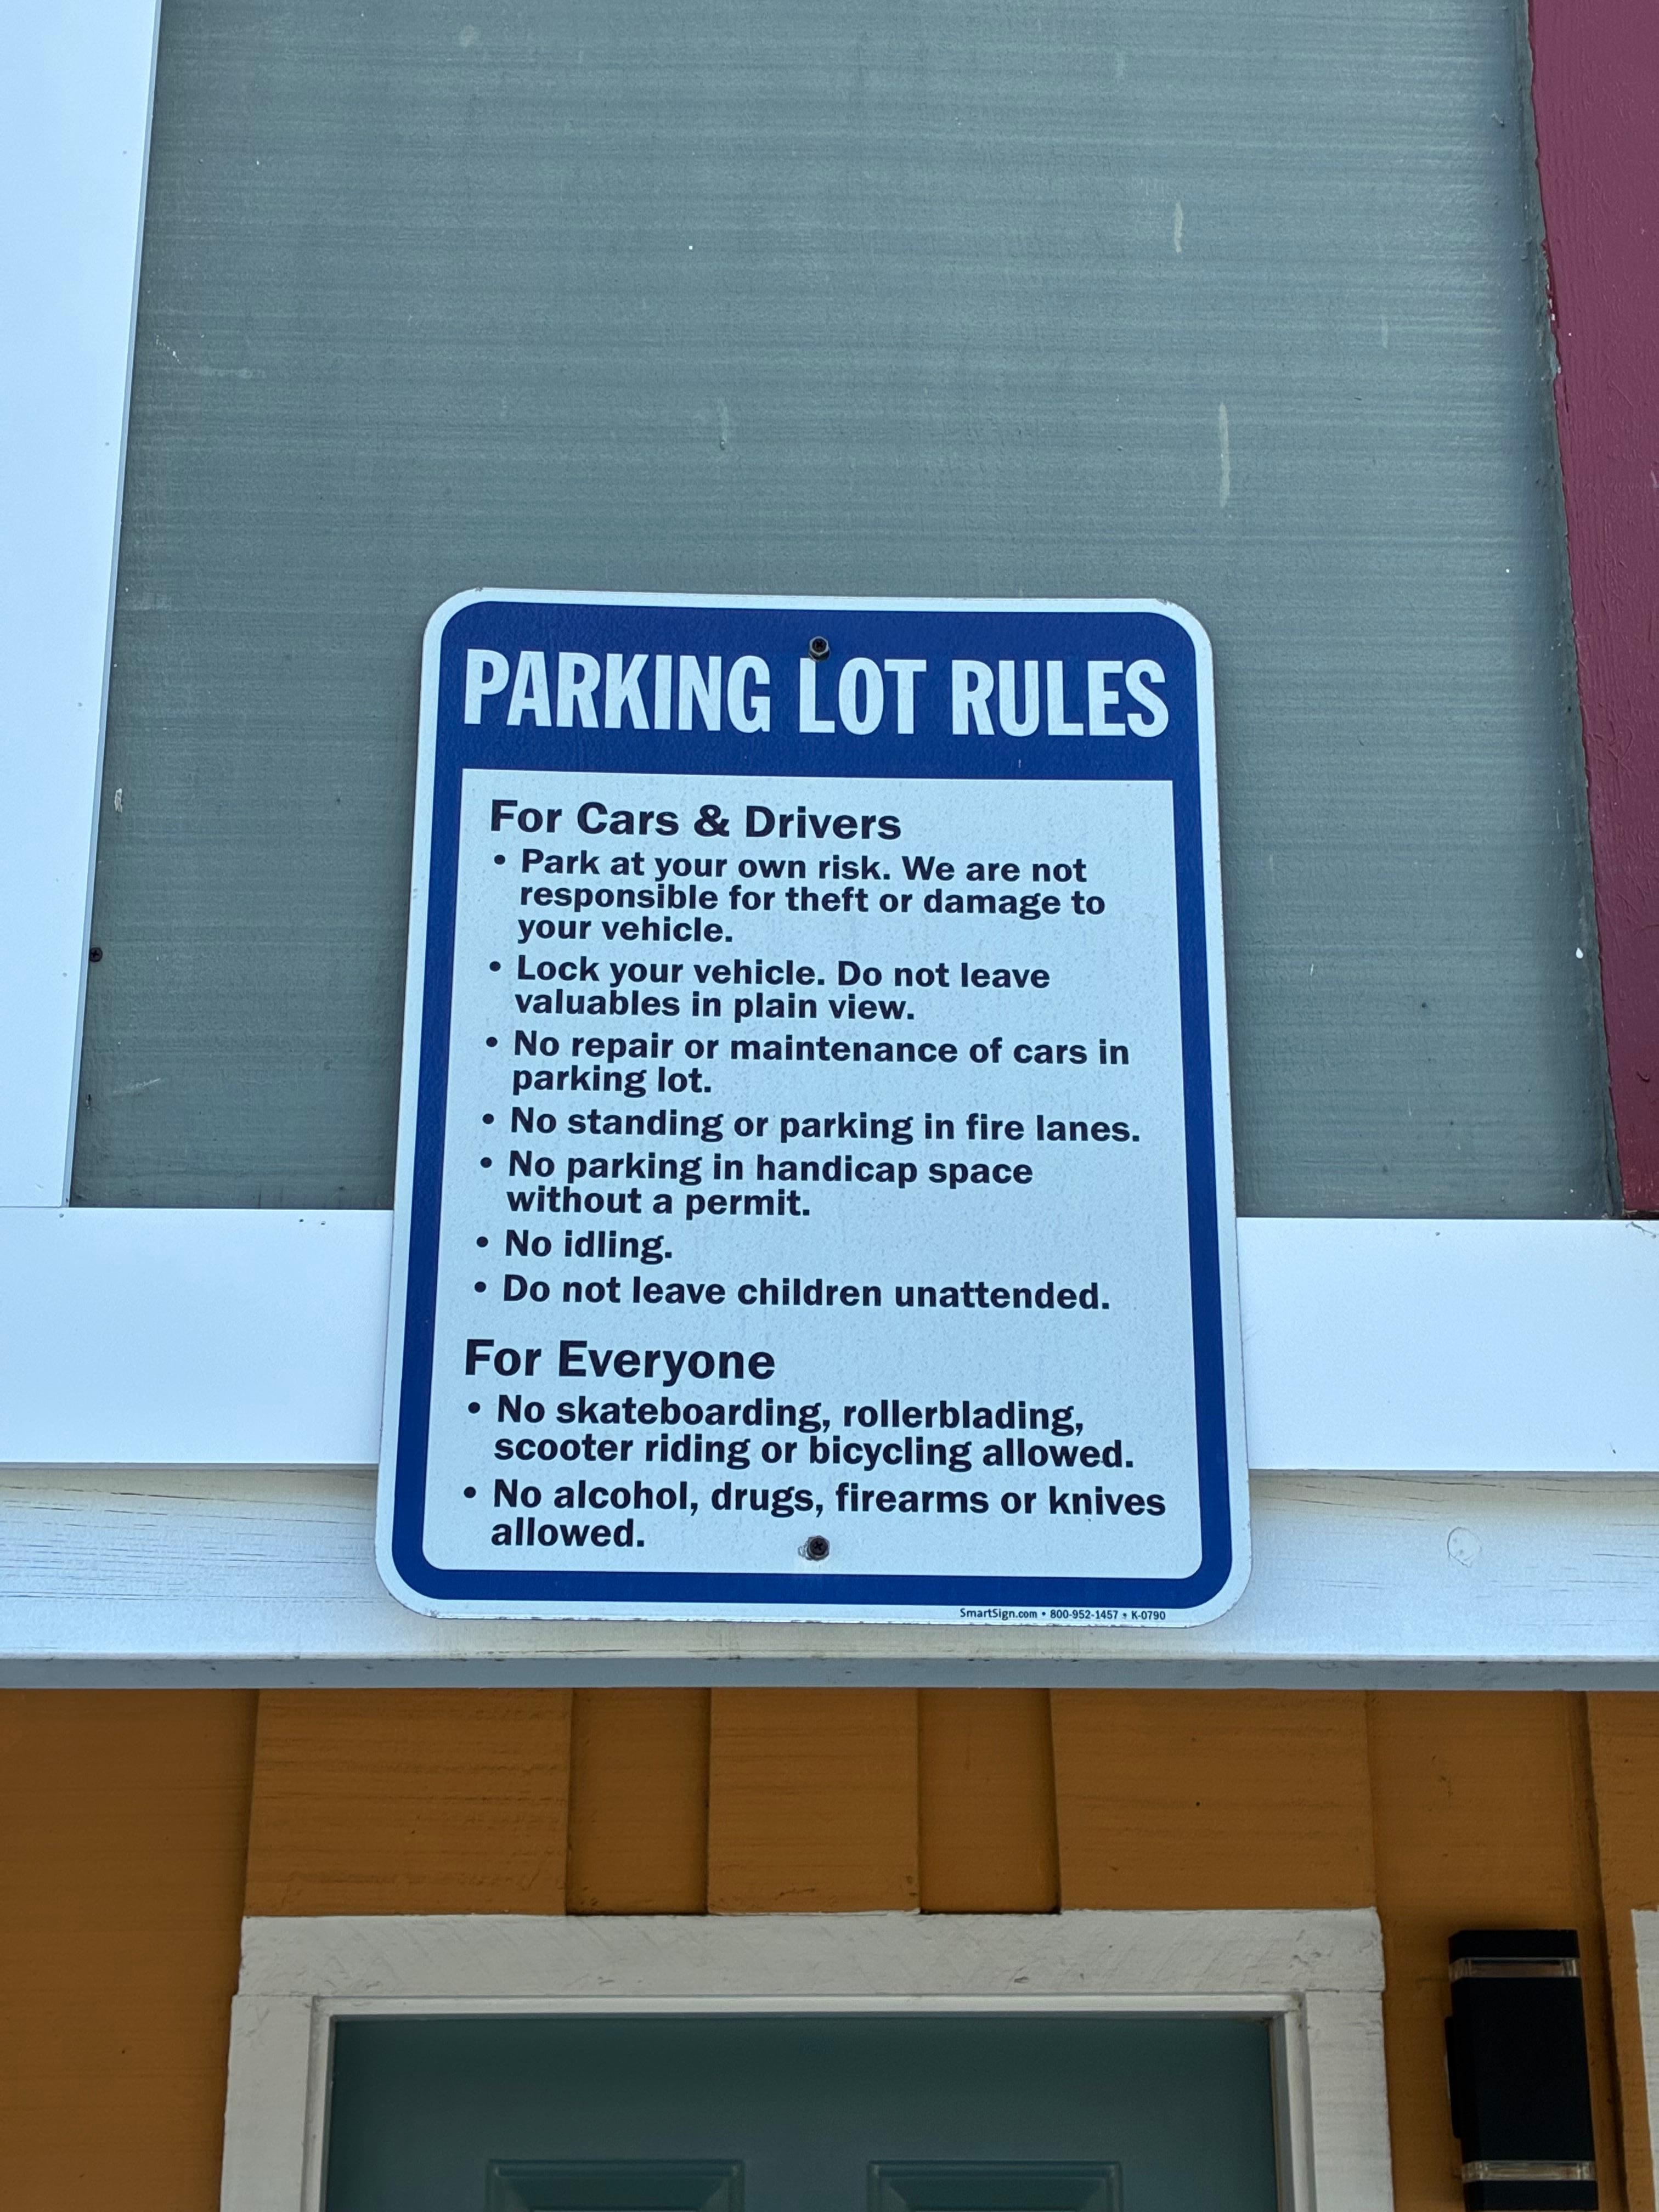 PARKING LOT RULES
For Cars & Drivers
• Park at your own risk. We are not
responsible for theft or damage to
your vehicle.
• Lock your vehicle. Do not leave
valuables in plain view.
• No repair or maintenance of cars in
parking lot.
• No standing or parking in fire lanes.
• No parking in handicap space
without a permit.
• No idling.
• Do not leave children unattended.
For Everyone
• No skateboarding, rollerblading,
scooter riding or bicycling allowed.
• No alcohol, drugs, firearms or knives
allowed.
SmartSign.com • 800-952-1457 • K-0790